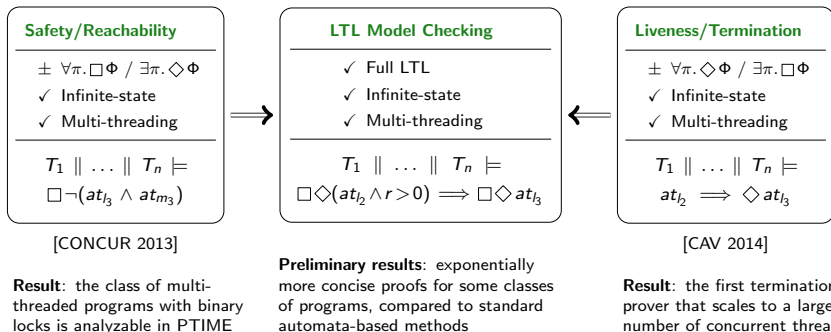 Safety/Reachability
± ∀π. □Φ / ∃π. ◇Φ
✓ Infinite-state
✓ Multi-threading
T₁ ∥ … ∥ Tₙ ⊨
□¬(at_{l₃} ∧ at_{m₃})
[CONCUR 2013]
Result: the class of multi-
threaded programs with binary
locks is analyzable in PTIME
LTL Model Checking
✓ Full LTL
✓ Infinite-state
✓ Multi-threading
T₁ ∥ … ∥ Tₙ ⊨
□◇(at_{l₂} ∧ r > 0) ⟹ □◇ at_{l₃}
Preliminary results: exponentially
more concise proofs for some classes
of programs, compared to standard
automata-based methods
Liveness/Termination
± ∀π. ◇Φ / ∃π. □Φ
✓ Infinite-state
✓ Multi-threading
T₁ ∥ … ∥ Tₙ ⊨
at_{l₂} ⟹ ◇ at_{l₃}
[CAV 2014]
Result: the first termination
prover that scales to a large
number of concurrent threa